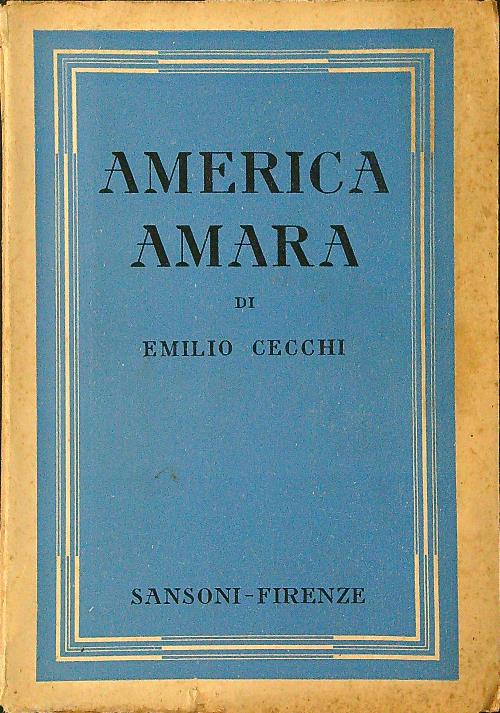 AMERICA
AMARA
DI
EMILIO CECCHI
SANSONI-FIRENZE